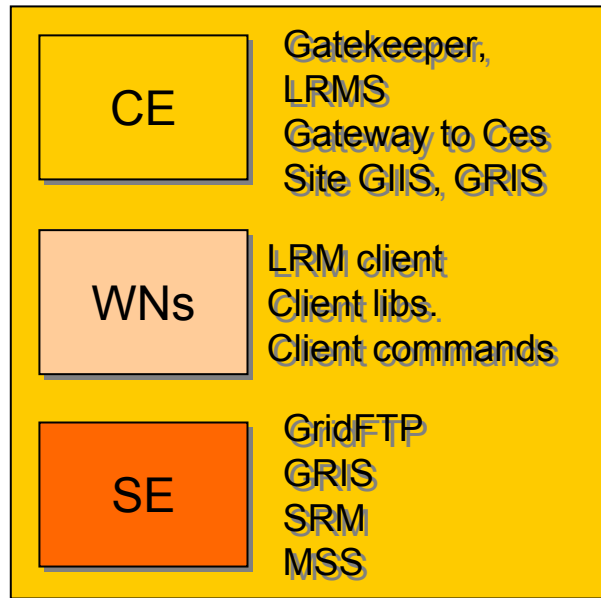 CE
Gatekeeper,
LRMS
Gateway to Ces
Site GIIS, GRIS
WNs
LRM client
Client libs.
Client commands
SE
GridFTP
GRIS
SRM
MSS